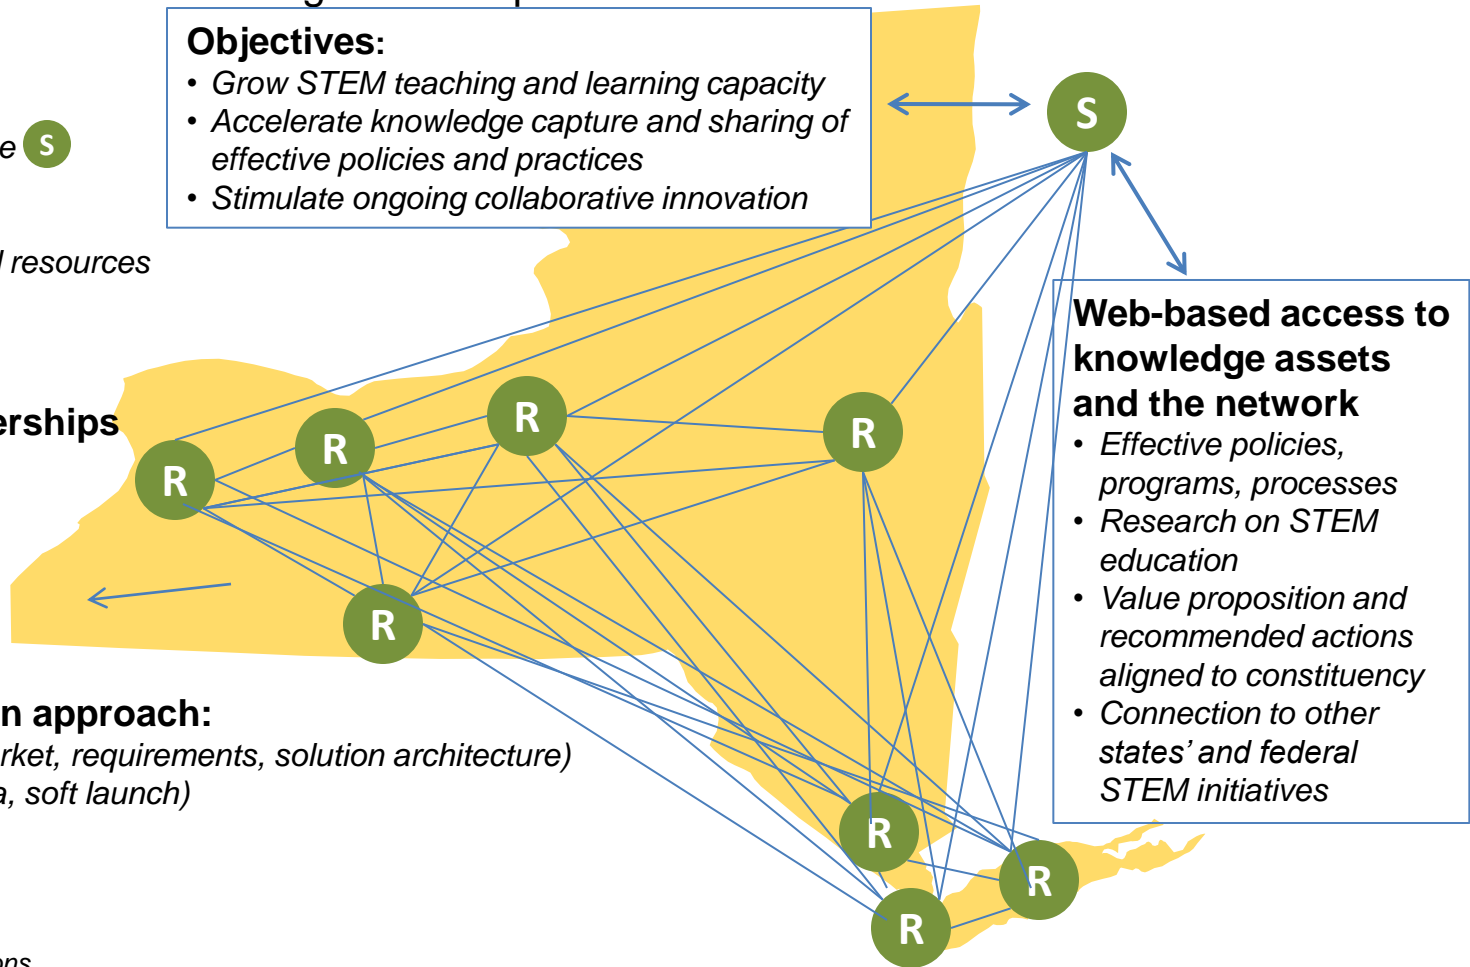 Objectives:
• Grow STEM teaching and learning capacity
• Accelerate knowledge capture and sharing of
effective policies and practices
• Stimulate ongoing collaborative innovation
S
e S
resources
erships
Web-based access to
knowledge assets
and the network
• Effective policies,
programs, processes
• Research on STEM
education
• Value proposition and
recommended actions
aligned to constituency
• Connection to other
states’ and federal
STEM initiatives
R
R
R
R
R
n approach:
rket, requirements, solution architecture)
a, soft launch)
R
R
R
ons